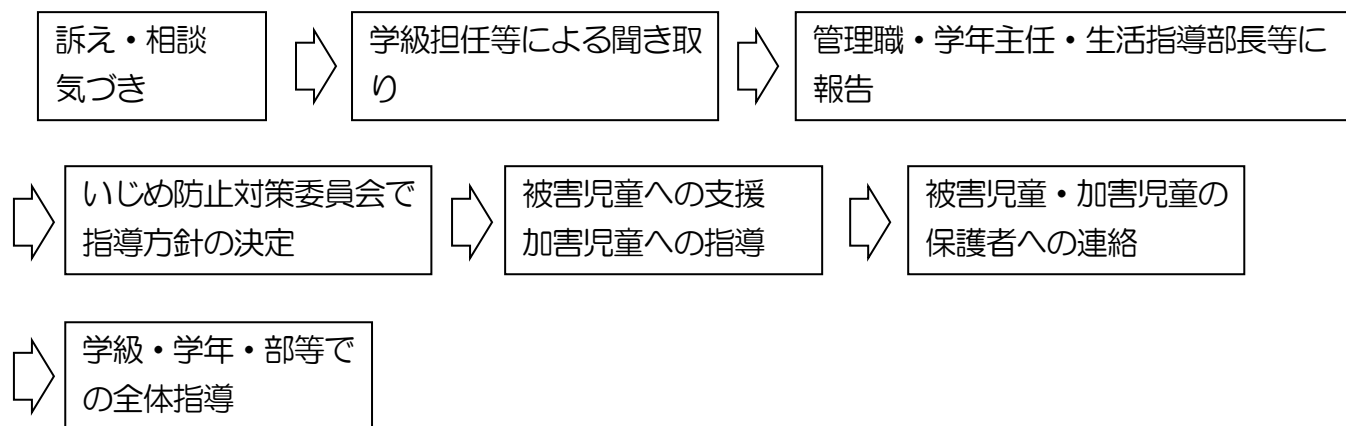 訴え・相談
気づき
学級担任等による聞き取
り
管理職・学年主任・生活指導部長等に
報告
いじめ防止対策委員会で
指導方針の決定
被害児童への支援
加害児童への指導
被害児童・加害児童の
保護者への連絡
学級・学年・部等で
の全体指導